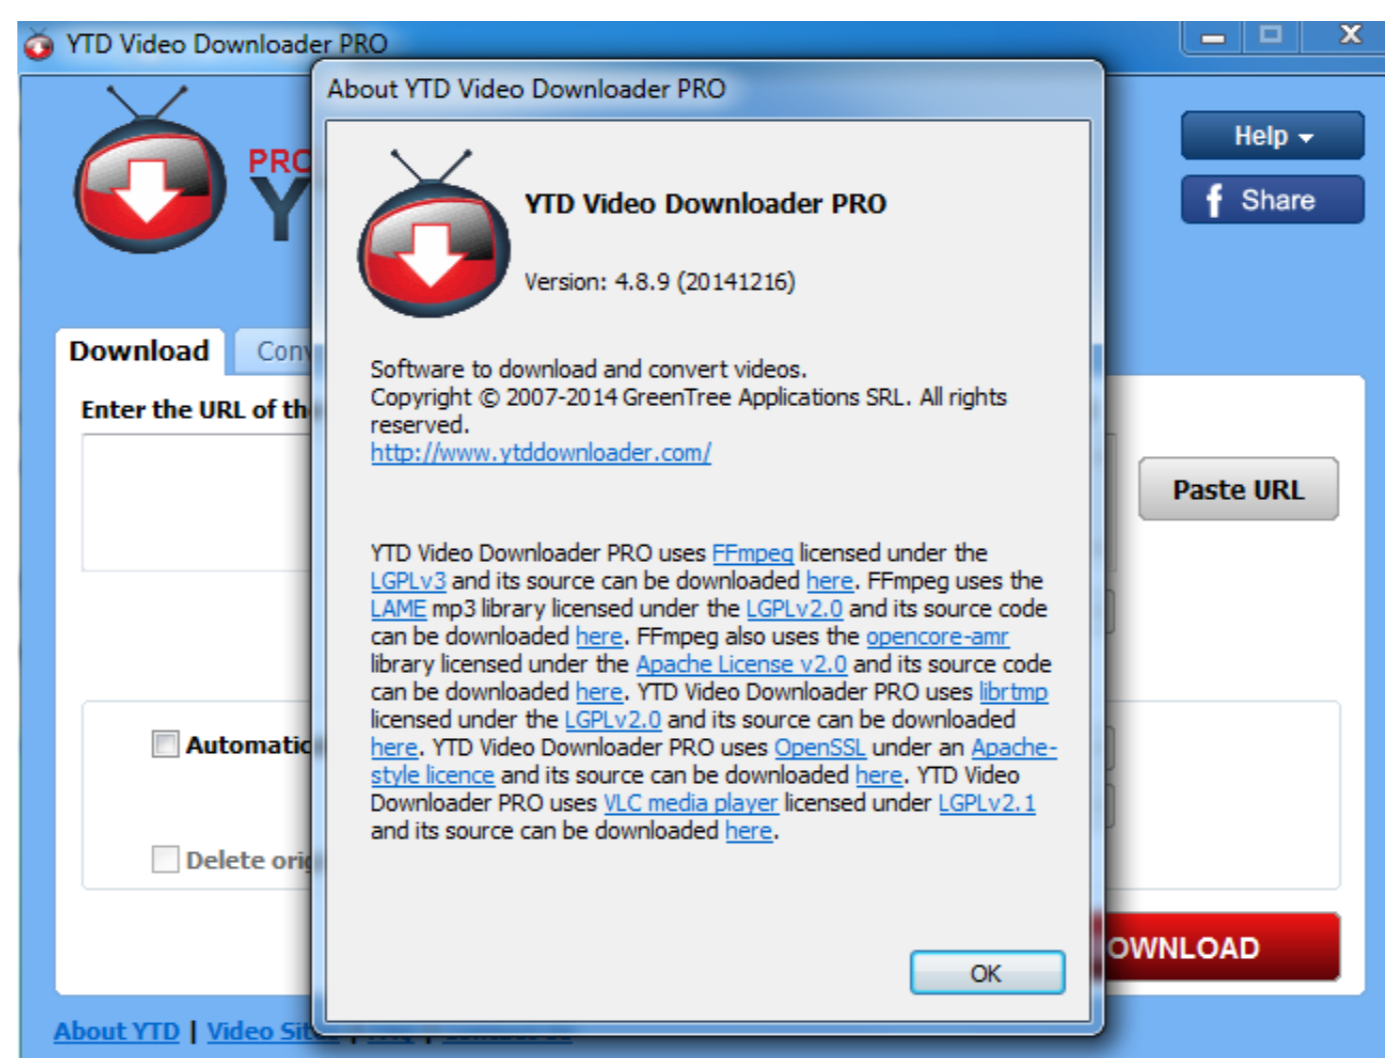 YTD Video Downloader PRO
About YTD Video Downloader PRO
Help
PRO
Y
f Share
YTD Video Downloader PRO
Version: 4.8.9 (20141216)
Download
Software to download and convert videos.
Copyright © 2007-2014 GreenTree Applications SRL. All rights
reserved.
http://www.ytddownloader.com/
Enter the URL of
Paste URL
YTD Video Downloader PRO uses FFmpeg licensed under the
LGPLv3 and its source can be downloaded here. FFmpeg uses the
LAME mp3 library licensed under the LGPLv2.0 and its source code
can be downloaded here. FFmpeg also uses the opencore-amr
library licensed under the Apache License v2.0 and its source code
can be downloaded here. YTD Video Downloader PRO uses librtmp
licensed under the LGPLv2.0 and its source can be downloaded
here. YTD Video Downloader PRO uses OpenSSL under an Apache-
style licence and its source can be downloaded here. YTD Video
Downloader PRO uses VLC media player licensed under LGPLv2.1
and its source can be downloaded here.
Automatic
Delete
OWNLOAD
OK
About YTD | Video